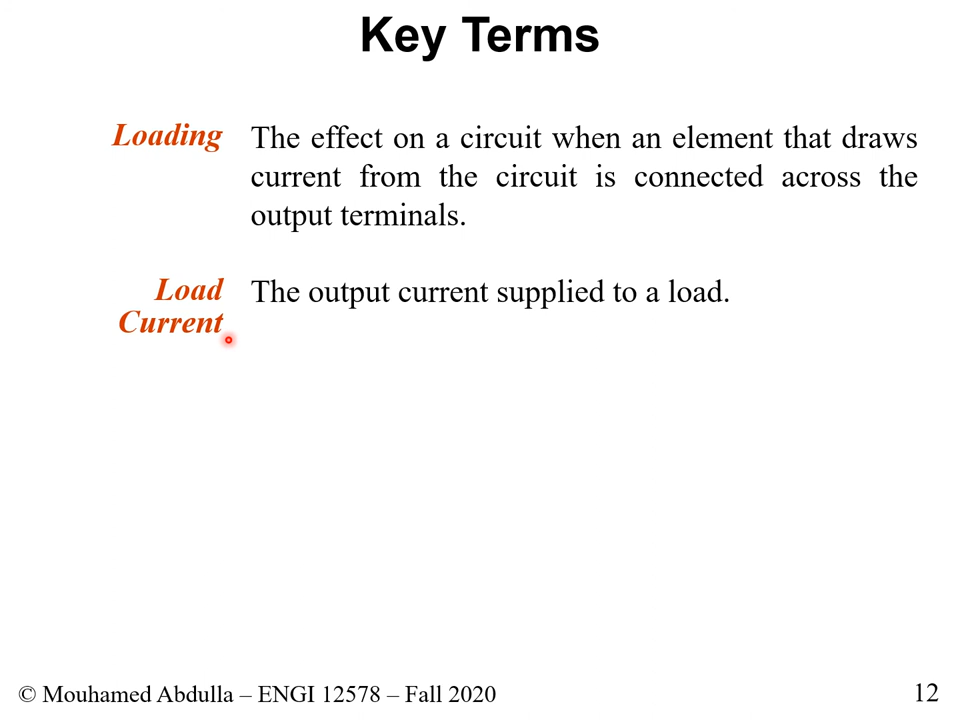 Key Terms
Loading
The effect on a circuit when an element that draws
current from the circuit is connected across the
output terminals.
Load
Current
The output current supplied to a load.
© Mouhamed Abdulla – ENGI 12578 – Fall 2020
12